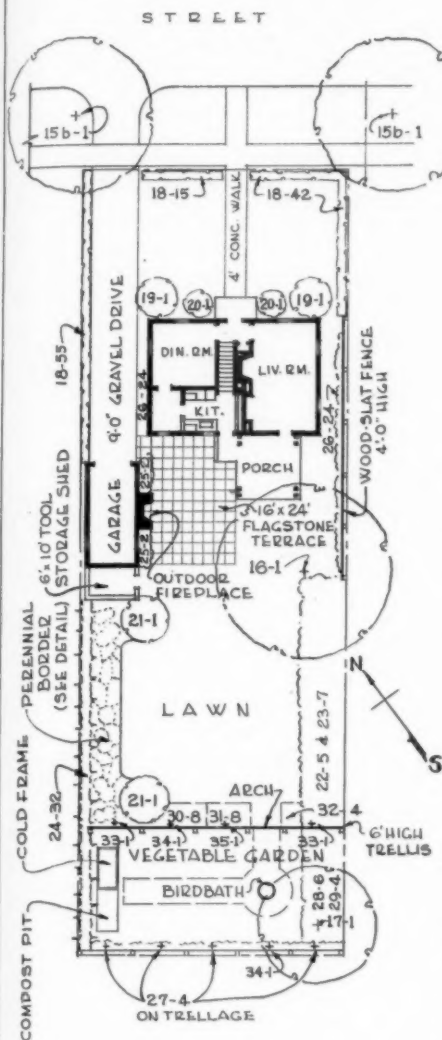 STREET
15b-1
15b-1
18-15
18-42
4' CONC. WALK
19-1
20-1
20-1
19-1
18-55
9'-0" GRAVEL DRIVE
DIN. RM.
LIV. RM.
KIT.
26-24
26-24
WOOD-SLAT FENCE
4'-0" HIGH
PORCH
GARAGE
25-2
25-2
16'x24'
FLAGSTONE
TERRACE
6'x10' TOOL
STORAGE SHED
OUTDOOR
FIREPLACE
16-1
21-1
PERENNIAL
BORDER
(SEE DETAIL)
LAWN
N
S
22-5 & 23-7
24-32
COLD FRAME
21-1
30-8
31-8
ARCH
32-4
6' HIGH
TRELLIS
33-1
34-1
35-1
33-1
VEGETABLE GARDEN
BIRDBATH
28-6
29-4
17-1
COMPOST PIT
34-1
27-4
ON TRELLAGE